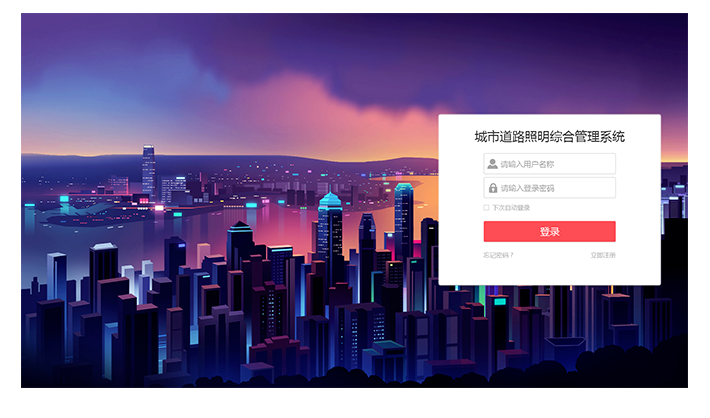 城市道路照明综合管理系统
请输入用户名称
请输入登录密码
下次自动登录
登录
忘记密码？
立即注册